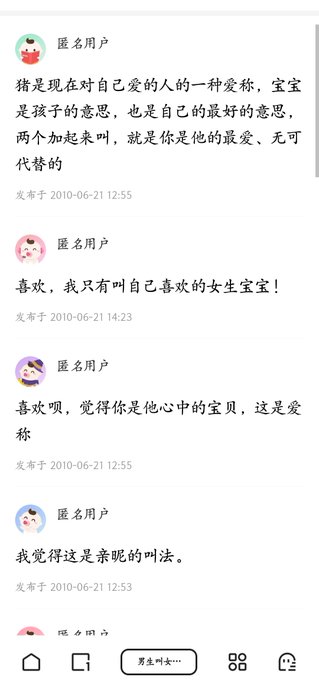 匿名用户
猪是现在对自己爱的人的一种爱称，宝宝
是孩子的意思，也是自己的最好的意思，
两个加起来叫，就是你是他的最爱、无可
代替的
发布于 2010-06-21 12:55
匿名用户
喜欢，我只有叫自己喜欢的女生宝宝！
发布于 2010-06-21 14:23
匿名用户
喜欢呗，觉得你是他心中的宝贝，这是爱
称
发布于 2010-06-21 12:55
匿名用户
我觉得这是亲昵的叫法。
发布于 2010-06-21 12:53
匿名用户
1
男生叫女…